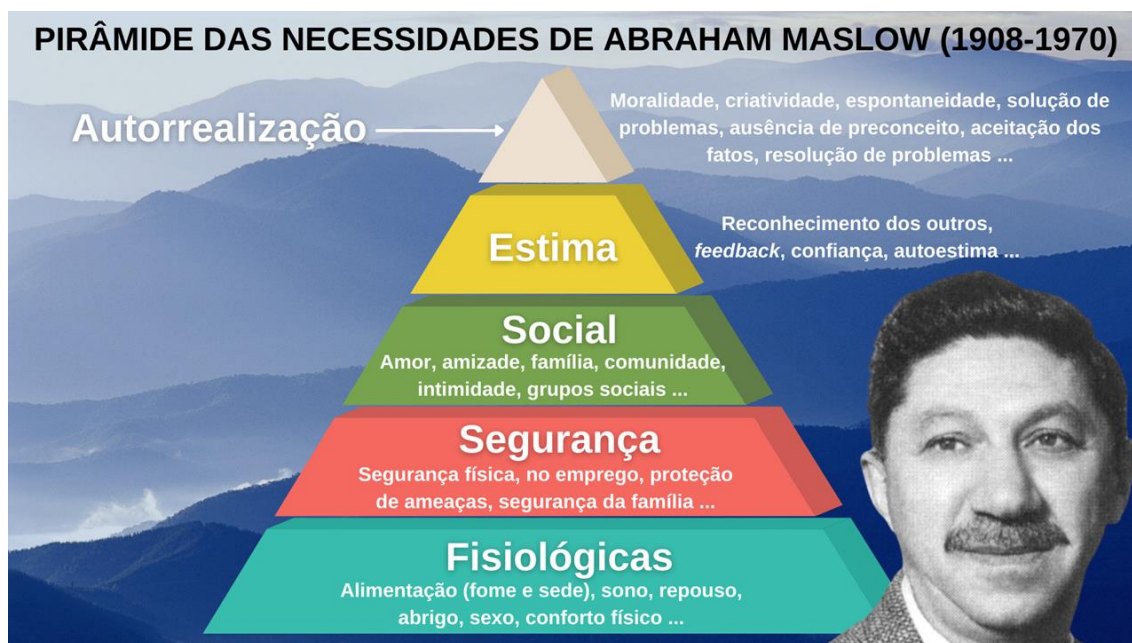 PIRÂMIDE DAS NECESSIDADES DE ABRAHAM MASLOW (1908-1970)
Autorrealização
Moralidade, criatividade, espontaneidade, solução de
problemas, ausência de preconceito, aceitação dos
fatos, resolução de problemas ...
Estima
Reconhecimento dos outros,
feedback, confiança, autoestima ...
Social
Amor, amizade, família, comunidade,
intimidade, grupos sociais ...
Segurança
Segurança física, no emprego, proteção
de ameaças, segurança da família ...
Fisiológicas
Alimentação (fome e sede), sono, repouso,
abrigo, sexo, conforto físico ...